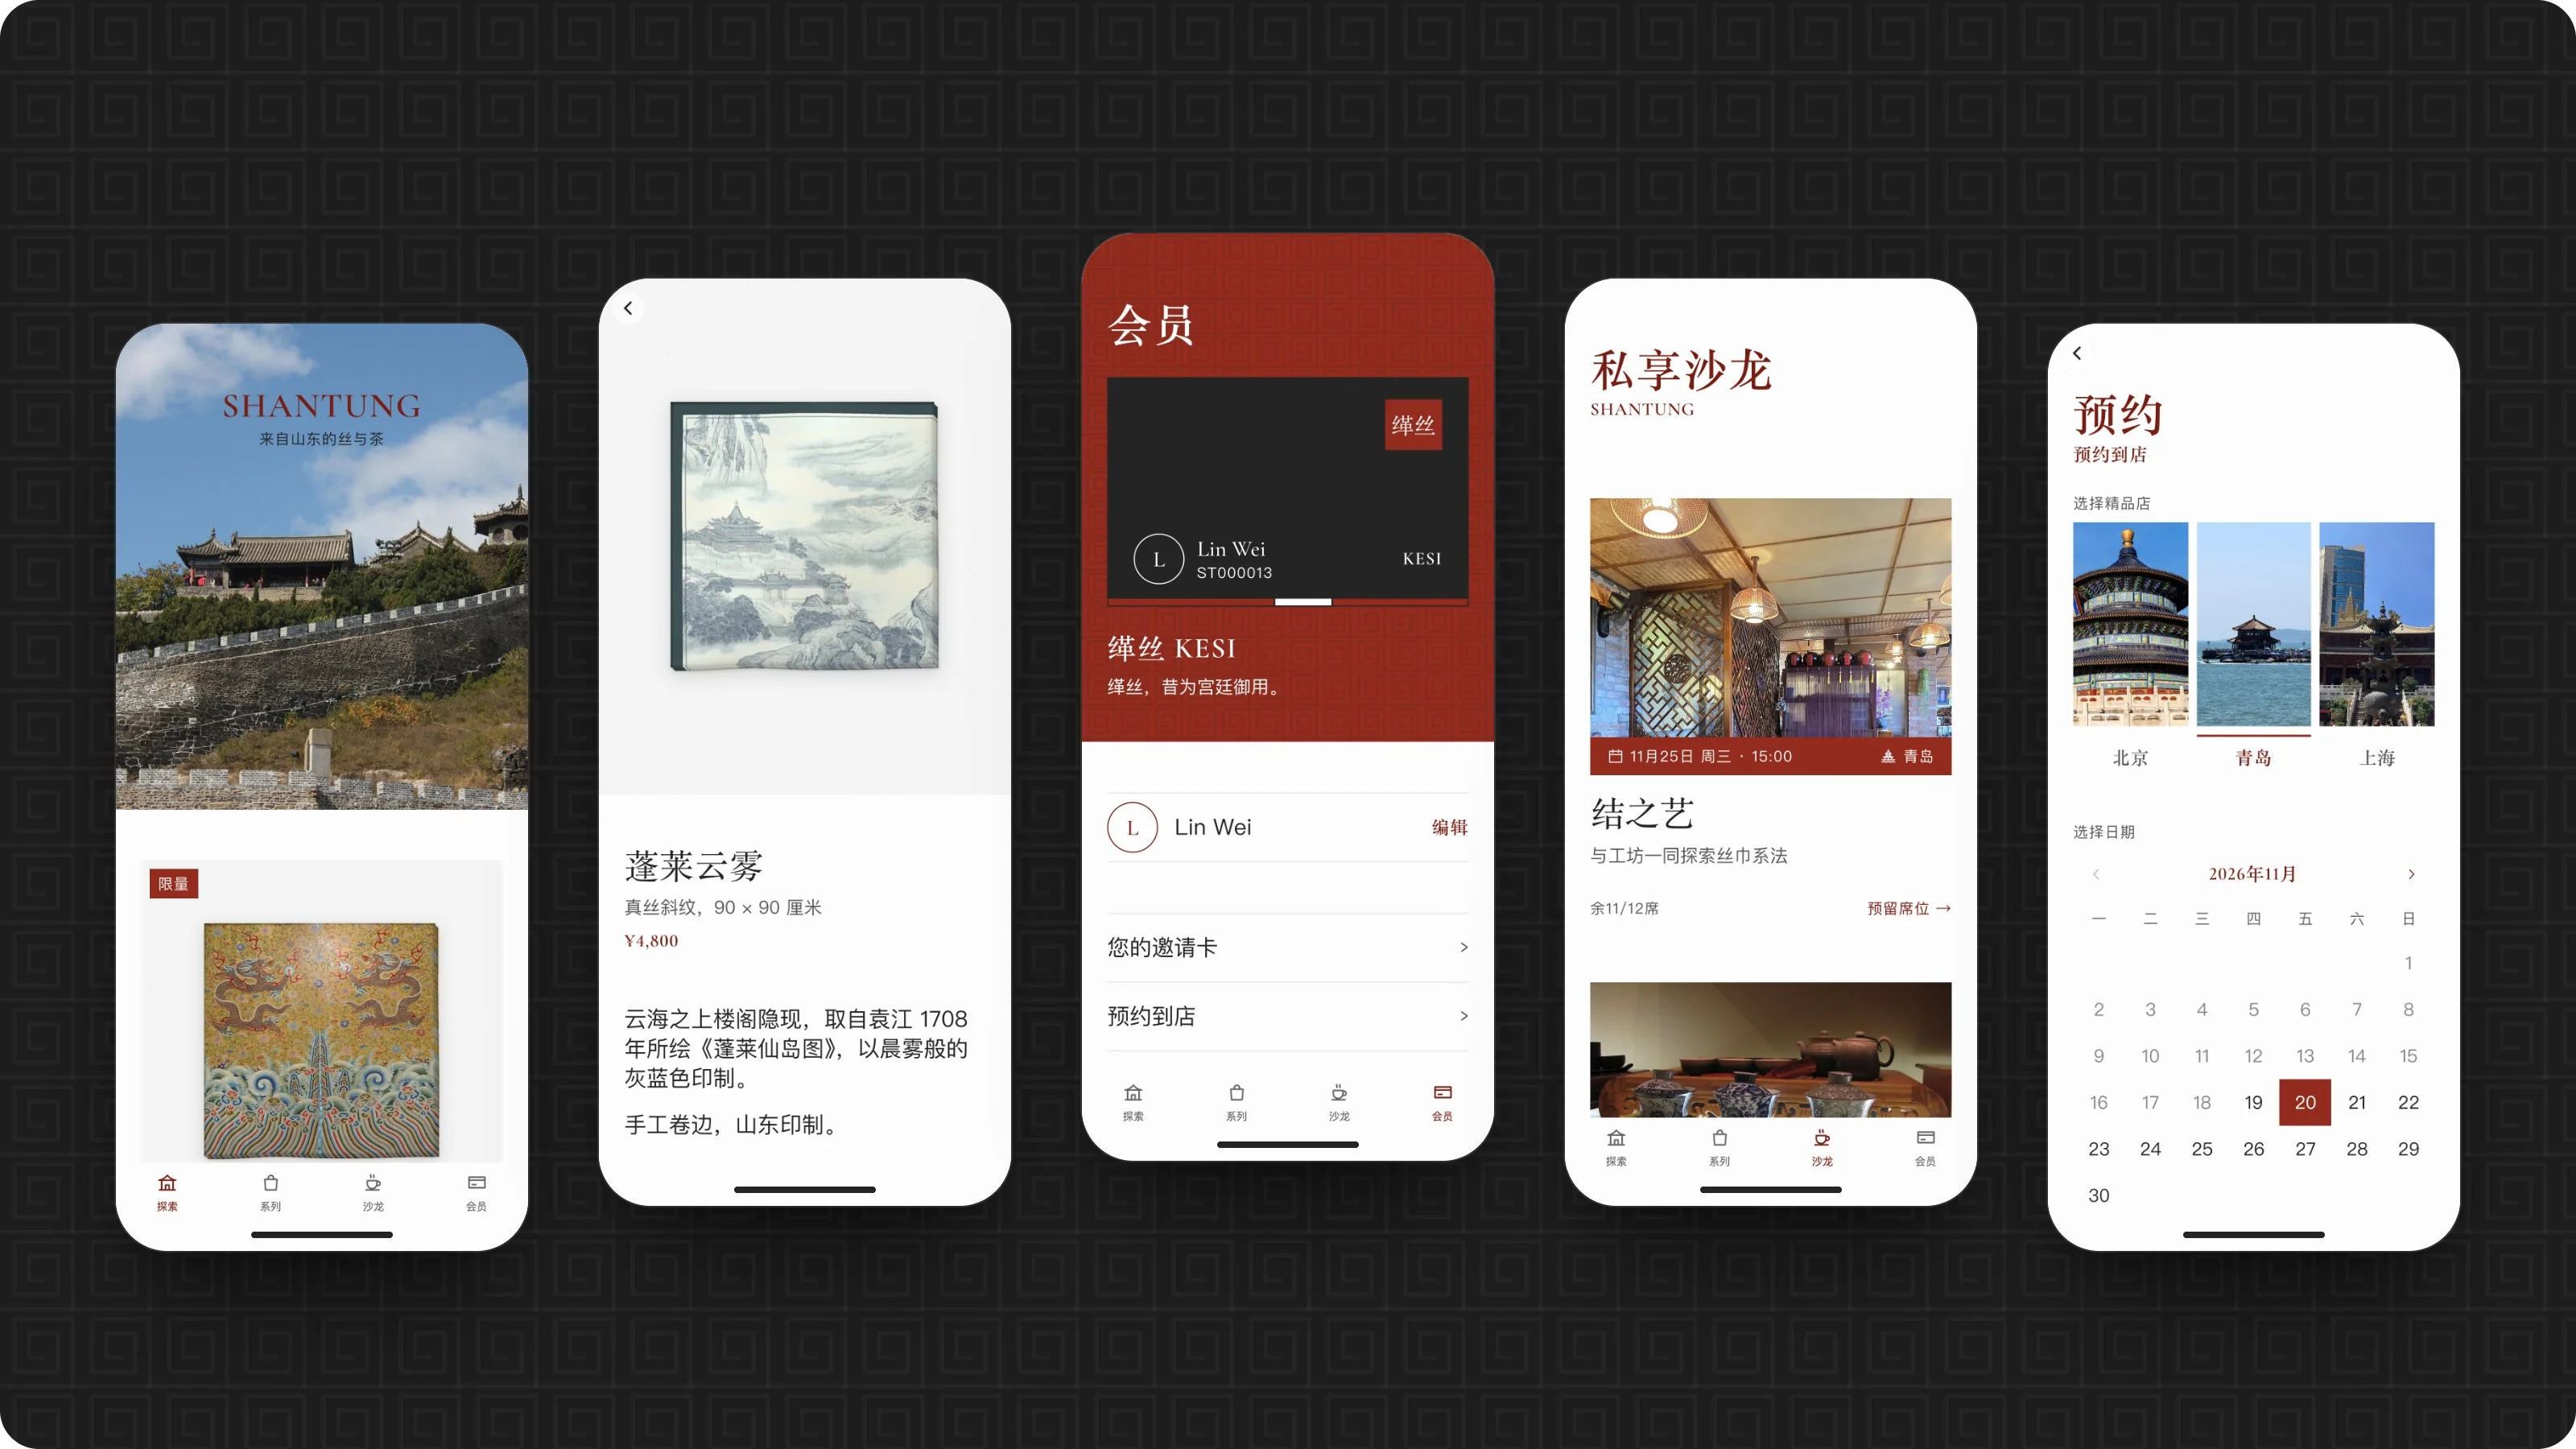 SHANTUNG
来自山东的丝与茶
限量
探索
系列
沙龙
会员
蓬莱云雾
真丝斜纹，90 × 90 厘米
¥4,800
云海之上楼阁隐现，取自袁江 1708
年所绘《蓬莱仙岛图》，以晨雾般的
灰蓝色印制。
手工卷边，山东印制。
会员
缂丝
L
Lin Wei
ST000013
KESI
缂丝 KESI
缂丝，昔为宫廷御用。
L
Lin Wei
编辑
您的邀请卡
预约到店
探索
系列
沙龙
会员
私享沙龙
SHANTUNG
11月25日 周三 · 15:00
青岛
结之艺
与工坊一同探索丝巾系法
余11/12席
预留席位 →
探索
系列
沙龙
会员
预约
预约到店
选择精品店
北京
青岛
上海
选择日期
2026年11月
一 二 三 四 五 六 日
1
2 3 4 5 6 7 8
9 10 11 12 13 14 15
16 17 18 19 20 21 22
23 24 25 26 27 28 29
30